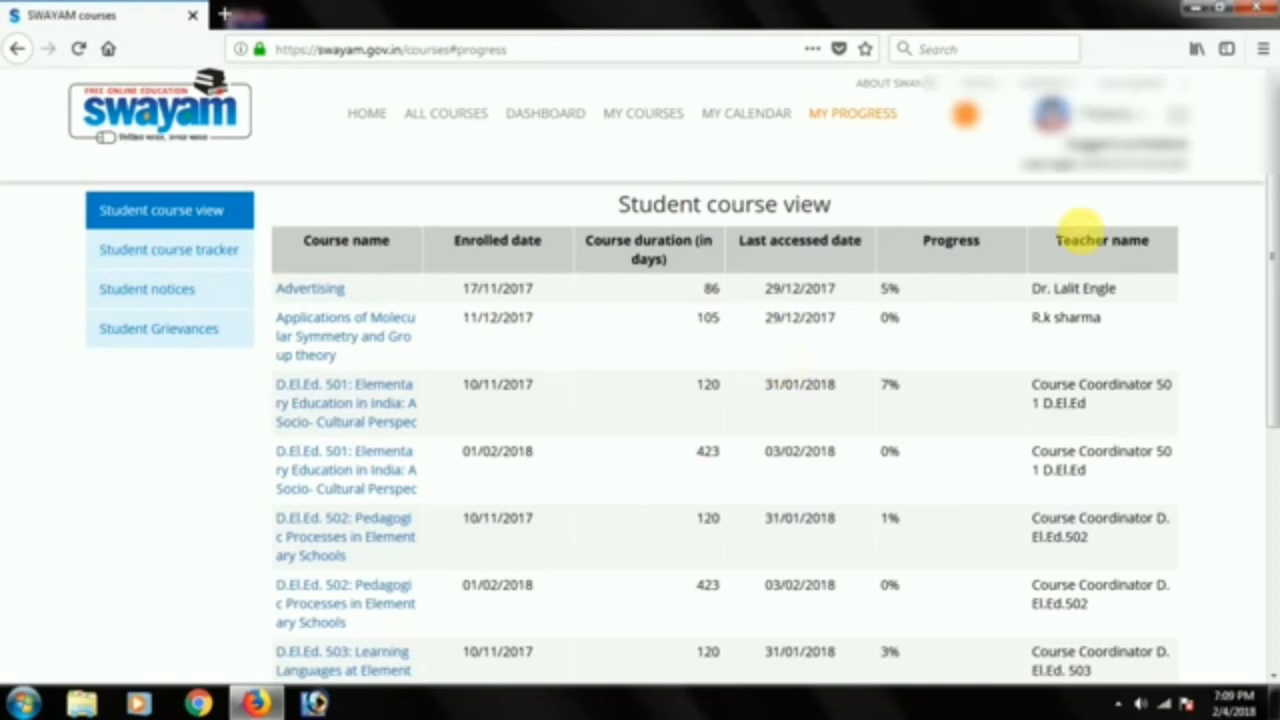 SWAYAM courses
https://swayam.gov.in/courses#progress
Search
FREE ONLINE EDUCATION
swayam
ABOUT
HOME ALL COURSES DASHBOARD MY COURSES MY CALENDAR MY PROGRESS
Student course view
Student course tracker
Student notices
Student Grievances
Student course view
Course name Enrolled date Course duration (in Last accessed date Progress Teacher name
days)
Advertising 17/11/2017 86 29/12/2017 5% Dr. Lalit Engle
Applications of Molecu 11/12/2017 105 29/12/2017 0% R.k sharma
lar Symmetry and Gro
up theory
D.El.Ed. 501: Elementa 10/11/2017 120 31/01/2018 7% Course Coordinator 50
ry Education in India: A 1 D.El.Ed
Socio- Cultural Perspec
D.El.Ed. 501: Elementa 01/02/2018 423 03/02/2018 0% Course Coordinator 50
ry Education in India: A 1 D.El.Ed
Socio- Cultural Perspec
D.El.Ed. 502: Pedagogi 10/11/2017 120 31/01/2018 1% Course Coordinator D.
c Processes in Element El.Ed.502
ary Schools
D.El.Ed. 502: Pedagogi 01/02/2018 423 03/02/2018 0% Course Coordinator D.
c Processes in Element El.Ed.502
ary Schools
D.El.Ed. 503: Learning 10/11/2017 120 31/01/2018 3% Course Coordinator D.
Languages at Element El.Ed. 503
7:09 PM
2/4/2018